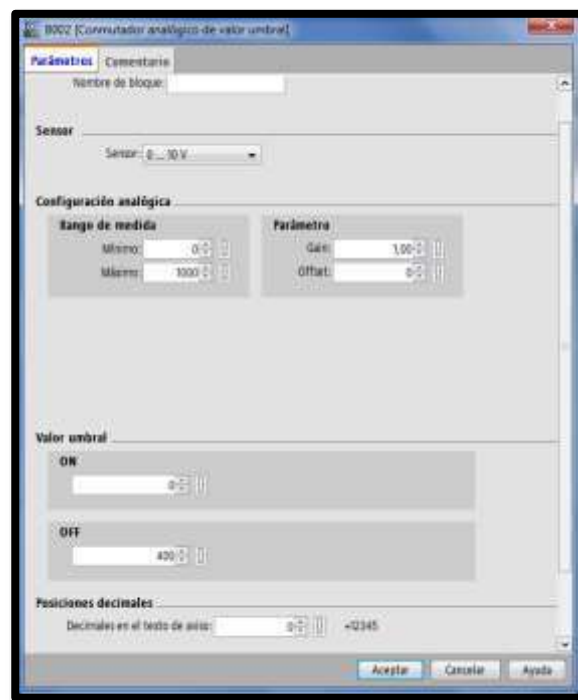 B002 [Conmutador analógico de valor umbral]
Parámetros Comentario
Nombre de bloque:
Sensor
Sensor: 0 ... 10 V
Configuración analógica
Rango de medida Parámetro
Mínimo: 0 Gain: 1,00
Máximo: 1000 Offset: 0
Valor umbral
ON
0
OFF
400
Posiciones decimales
Decimales en el texto de aviso: 0 +12345
Aceptar Cancelar Ayuda